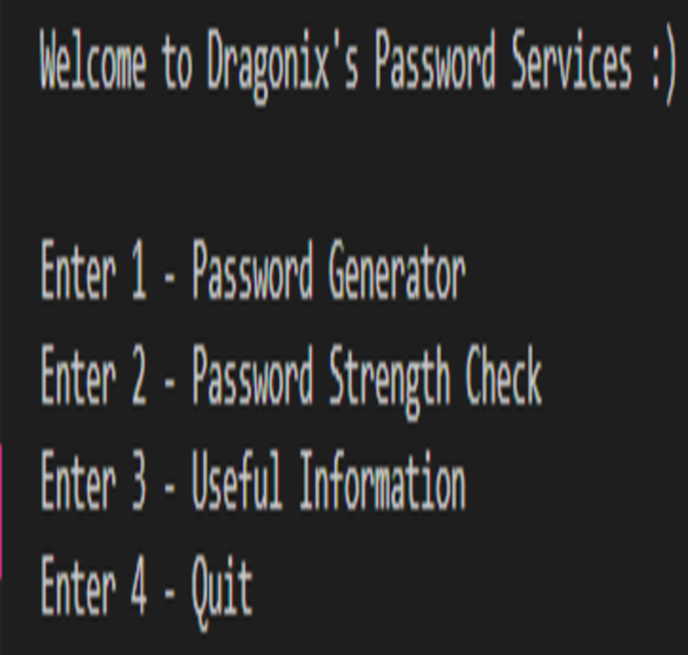 Welcome to Dragonix's Password Services :)
Enter 1 - Password Generator
Enter 2 - Password Strength Check
Enter 3 - Useful Information
Enter 4 - Quit